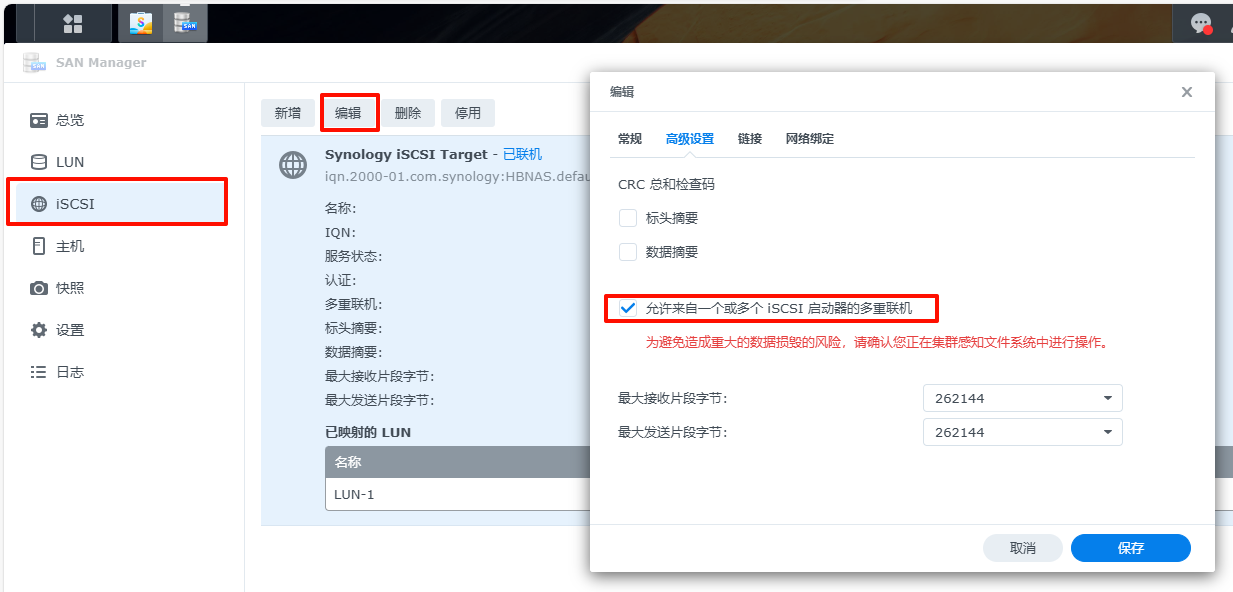 SAN Manager
总览
LUN
iSCSI
主机
快照
设置
日志
新增
编辑
删除
停用
Synology iSCSI Target - 已联机
iqn.2000-01.com.synology:HBNAS.defau
名称:
IQN:
服务状态:
认证:
多重联机:
标头摘要:
数据摘要:
最大接收片段字节:
最大发送片段字节:
已映射的 LUN
名称
LUN-1
编辑
常规
高级设置
链接
网络绑定
CRC 总和检查码
标头摘要
数据摘要
允许来自一个或多个 iSCSI 启动器的多重联机
为避免造成重大的数据损毁的风险，请确认您正在集群感知文件系统中进行操作。
最大接收片段字节:
262144
最大发送片段字节:
262144
取消
保存